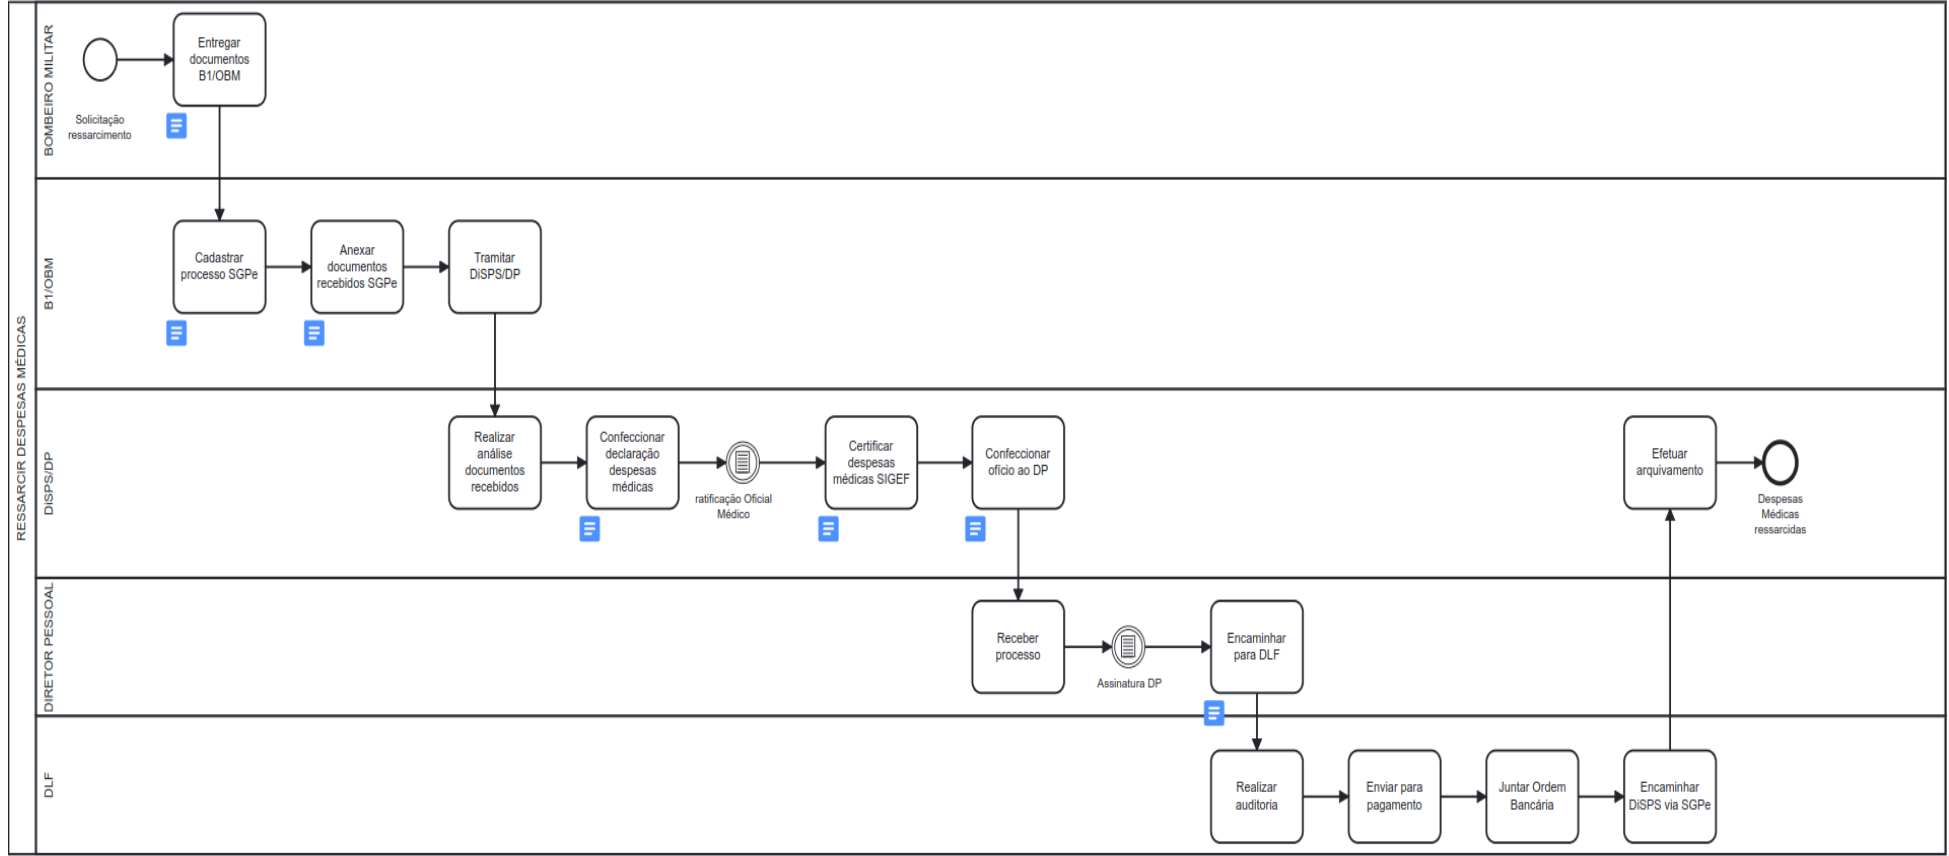 RESSARCIR DESPESAS MÉDICAS
BOMBEIRO MILITAR
Solicitação
ressarcimento
Entregar
documentos
B1/OBM
B1/OBM
Cadastrar
processo SGPe
Anexar
documentos
recebidos SGPe
Tramitar
DiSPS/DP
DiSPS/DP
Realizar
análise
documentos
recebidos
Confeccionar
declaração
despesas
médicas
ratificação Oficial
Médico
Certificar
despesas
médicas SIGEF
Confeccionar
ofício ao DP
Efetuar
arquivamento
Despesas
Médicas
ressarcidas
DIRETOR PESSOAL
Receber
processo
Assinatura DP
Encaminhar
para DLF
DLF
Realizar
auditoria
Enviar para
pagamento
Juntar Ordem
Bancária
Encaminhar
DiSPS via SGPe